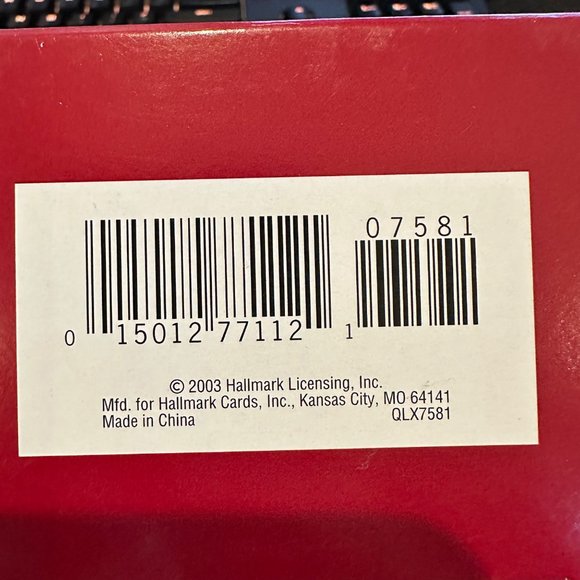 07581
0 15012 77112 1
© 2003 Hallmark Licensing, Inc.
Mfd. for Hallmark Cards, Inc., Kansas City, MO 64141
Made in China QLX7581